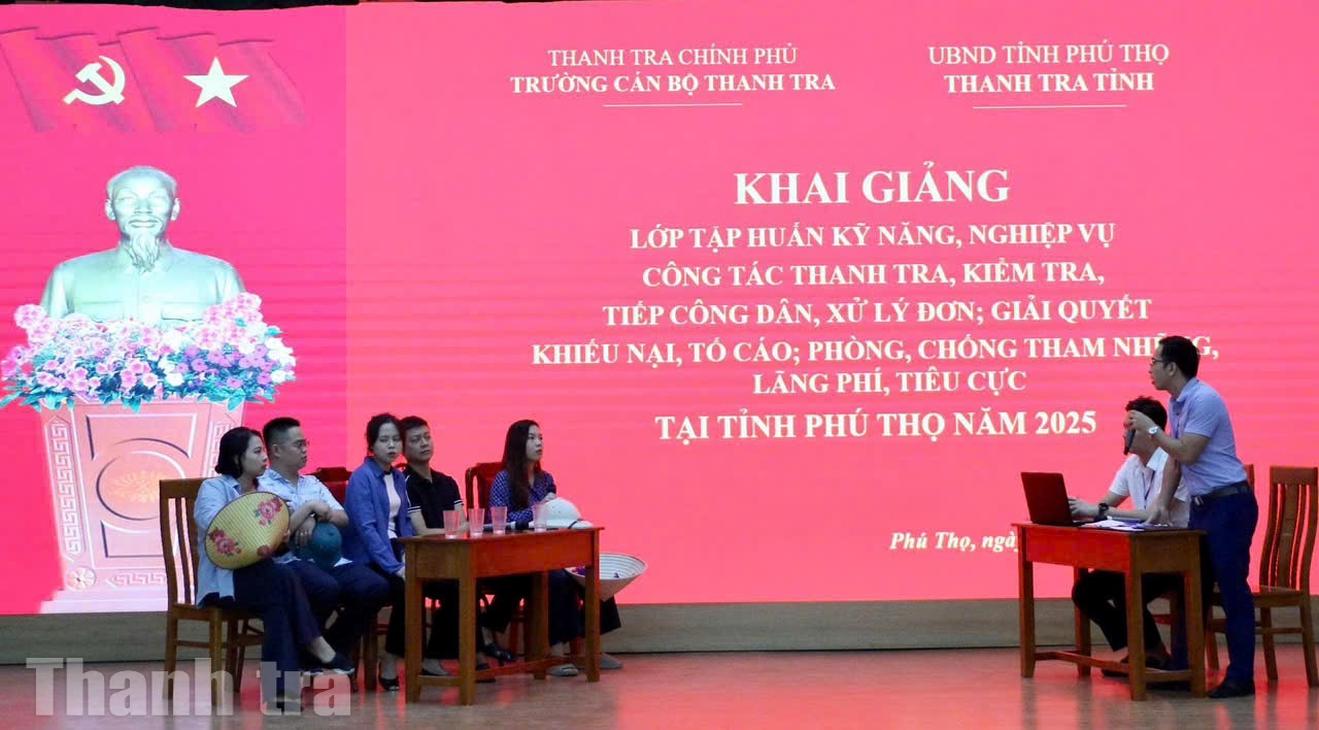 THANH TRA CHÍNH PHỦ
TRƯỜNG CÁN BỘ THANH TRA
UBND TỈNH PHÚ THỌ
THANH TRA TỈNH
KHAI GIẢNG
LỚP TẬP HUẤN KỸ NĂNG, NGHIỆP VỤ
CÔNG TÁC THANH TRA, KIỂM TRA,
TIẾP CÔNG DÂN, XỬ LÝ ĐƠN; GIẢI QUYẾT
KHIẾU NẠI, TỐ CÁO; PHÒNG, CHỐNG THAM NHŨNG,
LÃNG PHÍ, TIÊU CỰC
TẠI TỈNH PHÚ THỌ NĂM 2025
Phú Thọ, ngày
Thanh tra